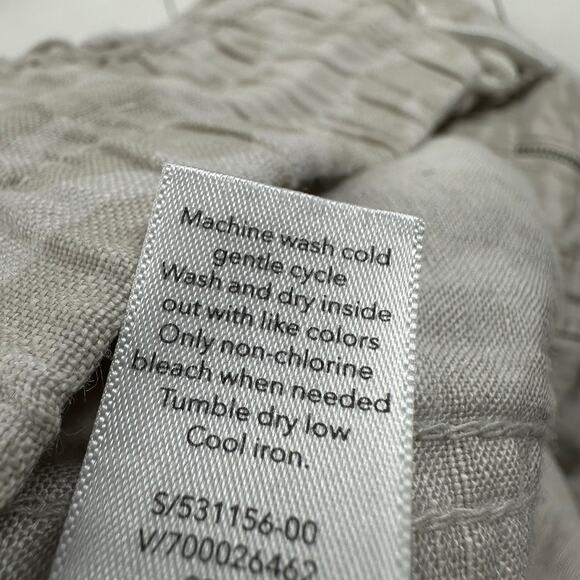 Machine wash cold
gentle cycle
Wash and dry inside
out with like colors
Only non-chlorine
bleach when needed
Tumble dry low
Cool iron.
S/531156-00
V/700026462